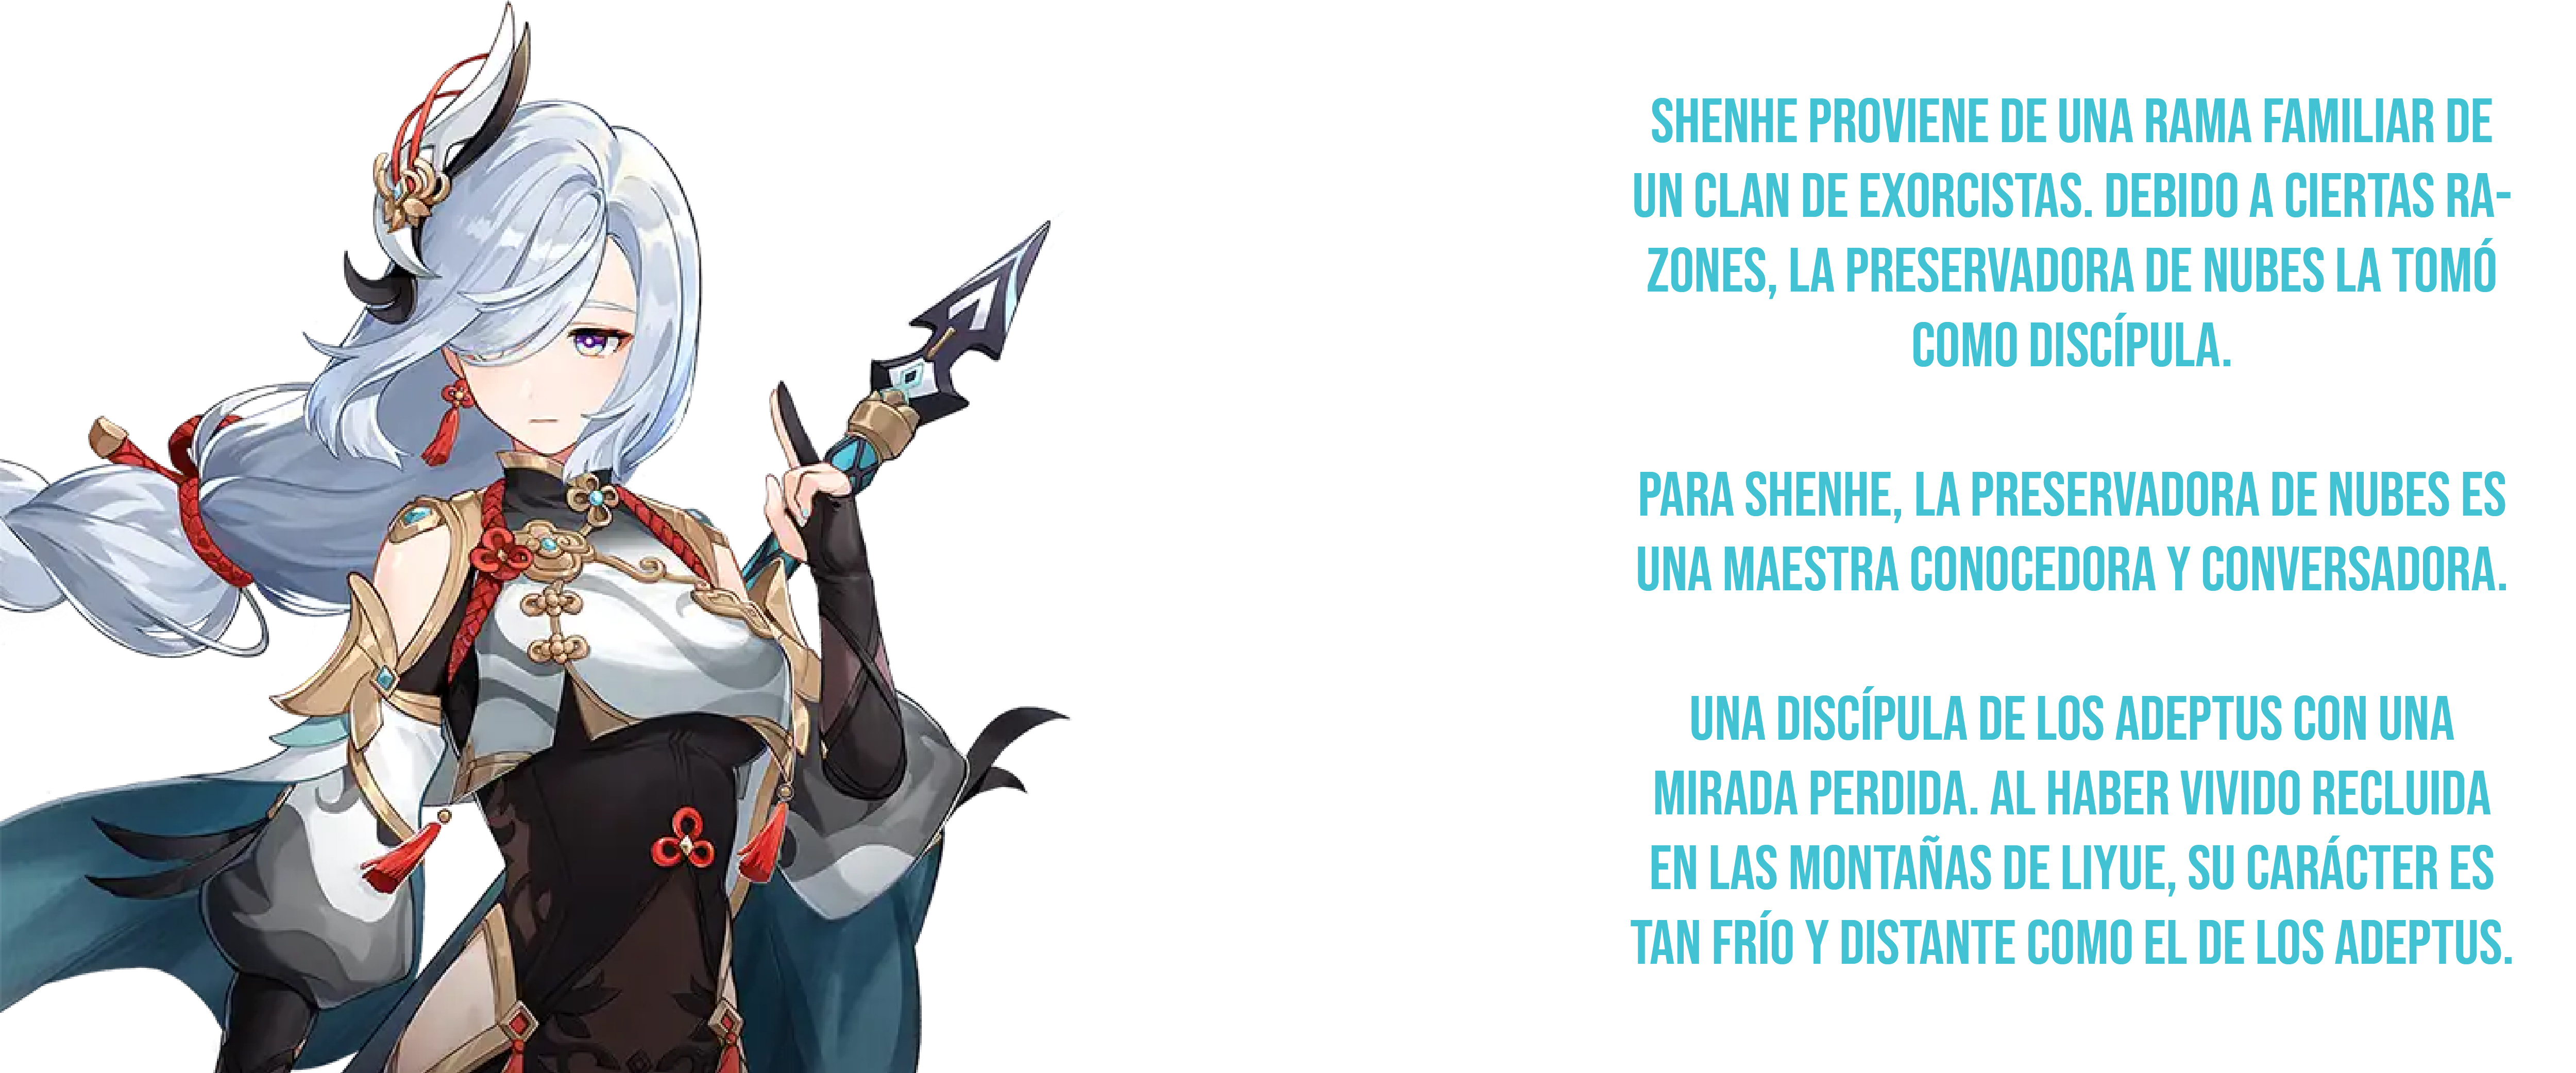 SHENHE PROVIENE DE UNA RAMA FAMILIAR DE
UN CLAN DE EXORCISTAS. DEBIDO A CIERTAS RA-
ZONES, LA PRESERVADORA DE NUBES LA TOMÓ
COMO DISCÍPULA.
PARA SHENHE, LA PRESERVADORA DE NUBES ES
UNA MAESTRA CONOCEDORA Y CONVERSADORA.
UNA DISCÍPULA DE LOS ADEPTUS CON UNA
MIRADA PERDIDA. AL HABER VIVIDO RECLUIDA
EN LAS MONTAÑAS DE LIYUE, SU CARÁCTER ES
TAN FRÍO Y DISTANTE COMO EL DE LOS ADEPTUS.